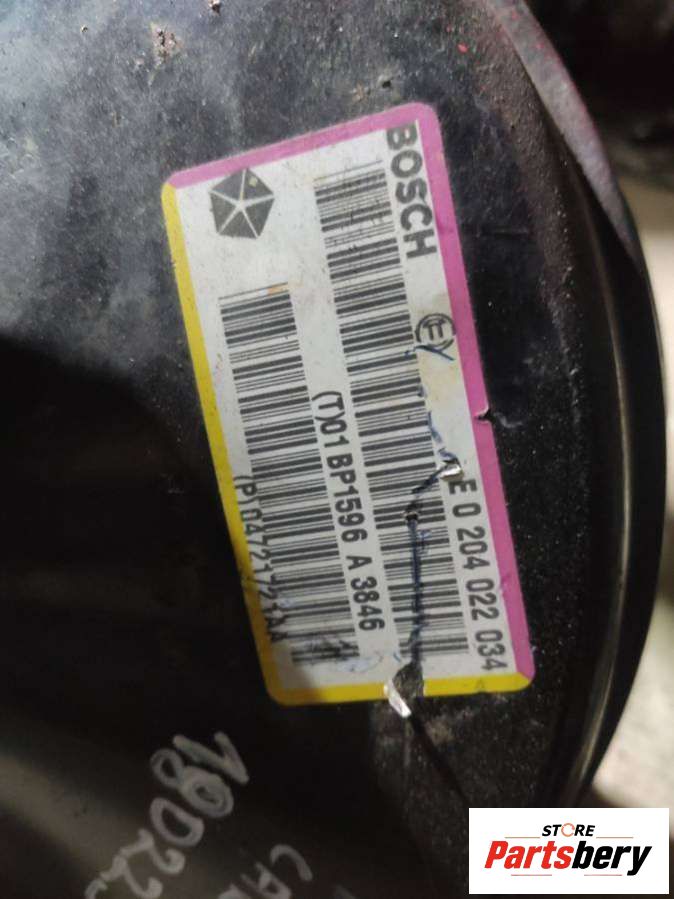 BOSCH
E 0 204 022 034
(T)01 BP1596 A 3846
(P)04721721AA
STORE
Partsbery